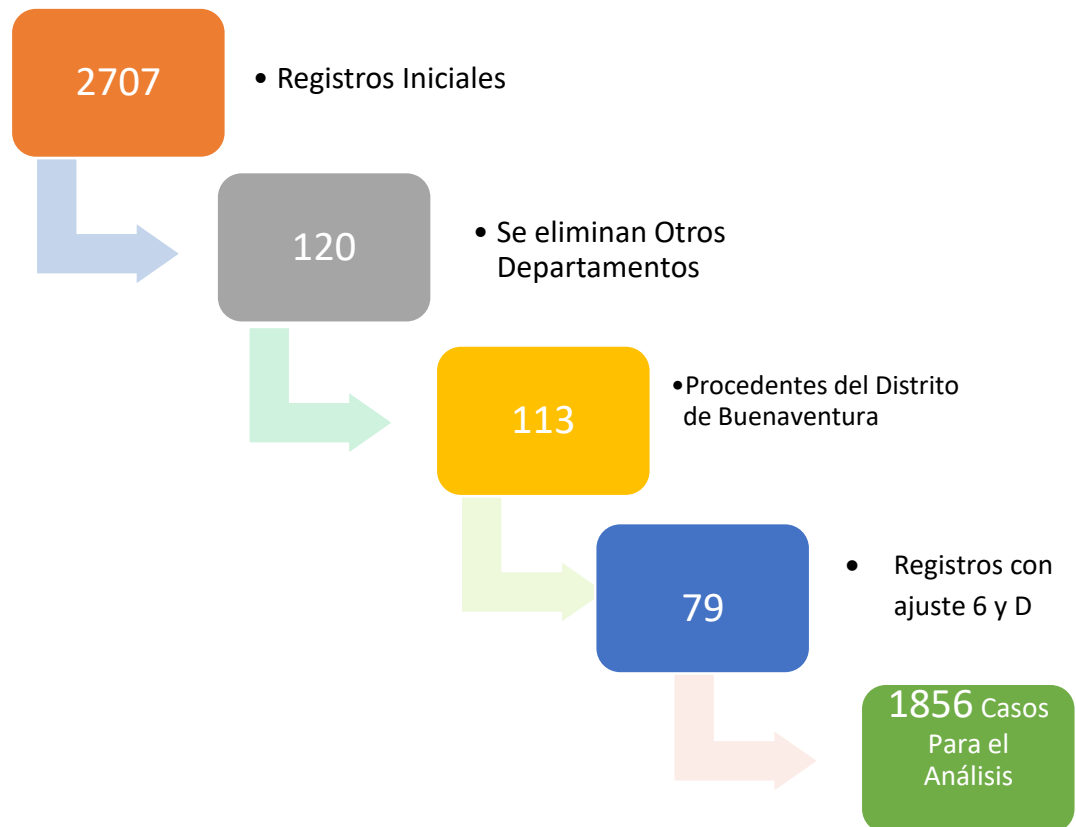 2707
• Registros Iniciales
120
• Se eliminan Otros
Departamentos
113
•Procedentes del Distrito
de Buenaventura
79
• Registros con
ajuste 6 y D
1856 Casos
Para el
Análisis